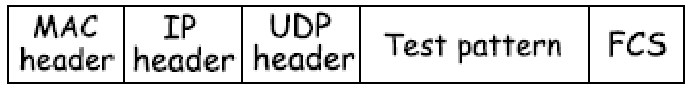 MAC header
IP header
UDP header
Test pattern
FCS